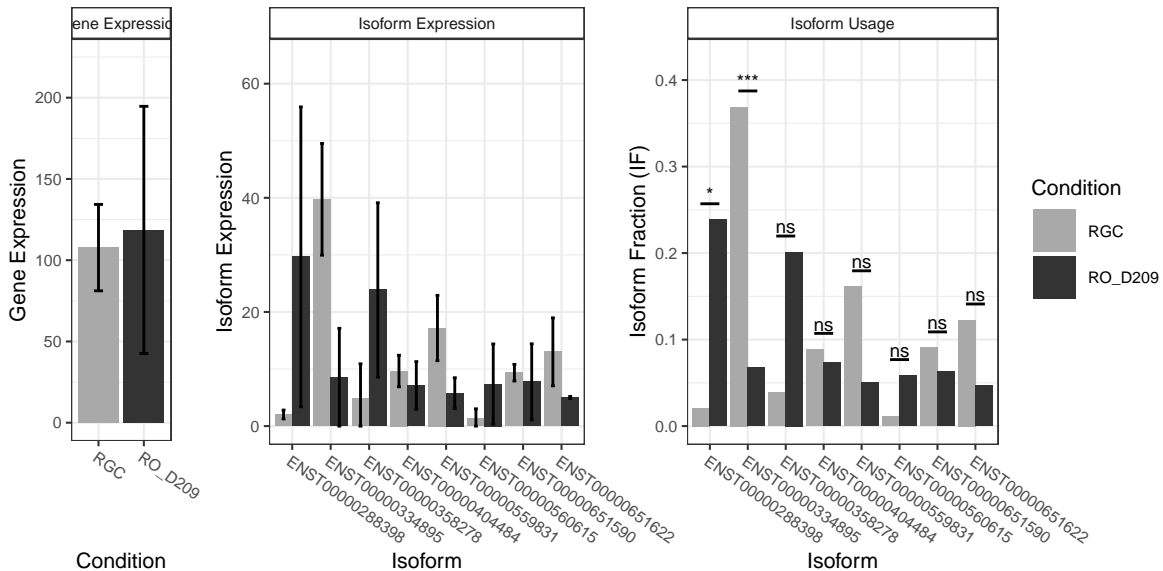 ene Expressio
Gene Expression
200
150
100
50
0
RGC
RO_D209
Condition
Isoform Expression
Isoform Expression
60
40
20
0
ENST00000288398
ENST00000334895
ENST00000358278
ENST00000404484
ENST00000559831
ENST00000560615
ENST00000651590
ENST00000651622
Isoform
Isoform Usage
Isoform Fraction (IF)
0.4
0.3
0.2
0.1
0.0
*
***
ns
ns
ns
ns
ns
ns
ENST00000288398
ENST00000334895
ENST00000358278
ENST00000404484
ENST00000559831
ENST00000560615
ENST00000651590
ENST00000651622
Isoform
Condition
RGC
RO_D209